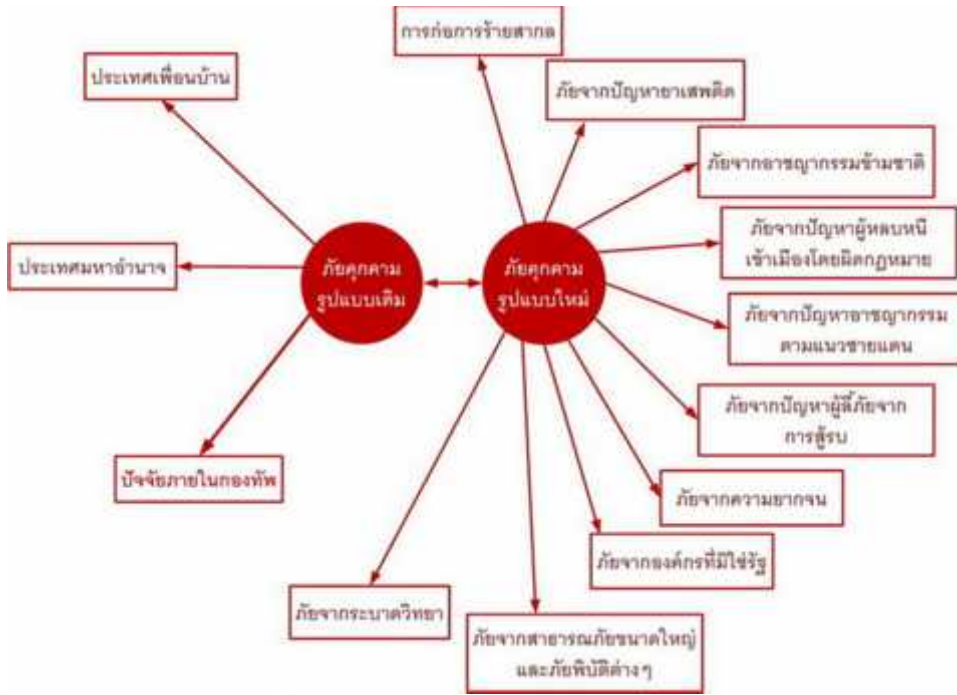 การก่อการร้ายสากล
ประเทศเพื่อนบ้าน
ภัยจากปัญหายาเสพติด
ภัยจากอาชญากรรมข้ามชาติ
ภัยจากปัญหาผู้หลบหนี
เข้าเมืองโดยผิดกฎหมาย
ประเทศมหาอำนาจ
ภัยคุกคาม
รูปแบบเดิม
ภัยคุกคาม
รูปแบบใหม่
ภัยจากปัญหาอาชญากรรม
ตามแนวชายแดน
ภัยจากปัญหาผู้ลี้ภัยจาก
การสู้รบ
ปัจจัยภายในกองทัพ
ภัยจากความยากจน
ภัยจากองค์กรที่มิใช่รัฐ
ภัยจากระบาดวิทยา
ภัยจากสาธารณภัยขนาดใหญ่
และภัยพิบัติต่างๆ